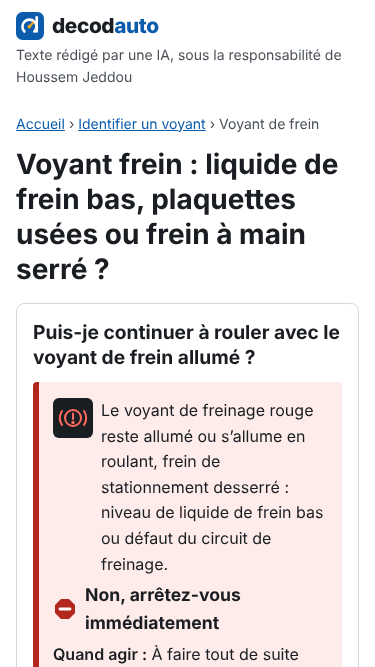 decodauto
Texte rédigé par une IA, sous la responsabilité de
Houssem Jeddou
Accueil › Identifier un voyant › Voyant de frein
Voyant frein : liquide de
frein bas, plaquettes
usées ou frein à main
serré ?
Puis-je continuer à rouler avec le
voyant de frein allumé ?
Le voyant de freinage rouge
reste allumé ou s’allume en
roulant, frein de
stationnement desserré :
niveau de liquide de frein bas
ou défaut du circuit de
freinage.
Non, arrêtez-vous
immédiatement
Quand agir : À faire tout de suite